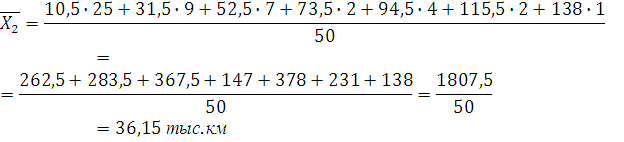 X̅₂ = (10,5·25 + 31,5·9 + 52,5·7 + 73,5·2 + 94,5·4 + 115,5·2 + 138·1) / 50
=
= (262,5 + 283,5 + 367,5 + 147 + 378 + 231 + 138) / 50 = 1807,5 / 50
= 36,15 тыс.км